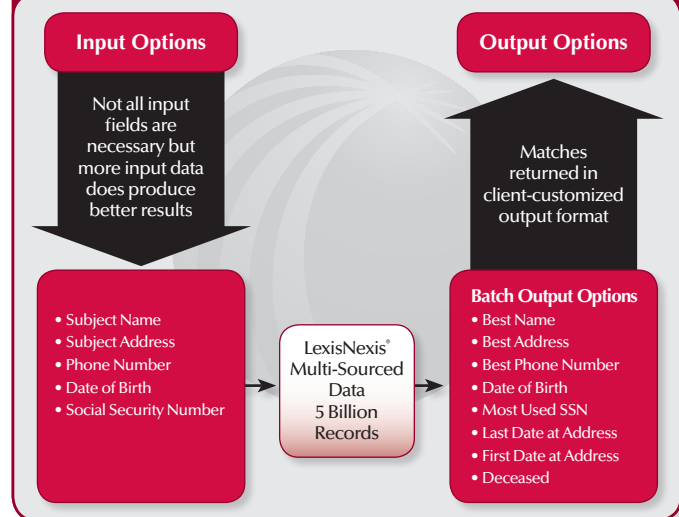 Input Options
Output Options
Not all input
fields are
necessary but
more input data
does produce
better results
Matches
returned in
client-customized
output format
• Subject Name
• Subject Address
• Phone Number
• Date of Birth
• Social Security Number
LexisNexis®
Multi-Sourced
Data
5 Billion
Records
Batch Output Options
• Best Name
• Best Address
• Best Phone Number
• Date of Birth
• Most Used SSN
• Last Date at Address
• First Date at Address
• Deceased